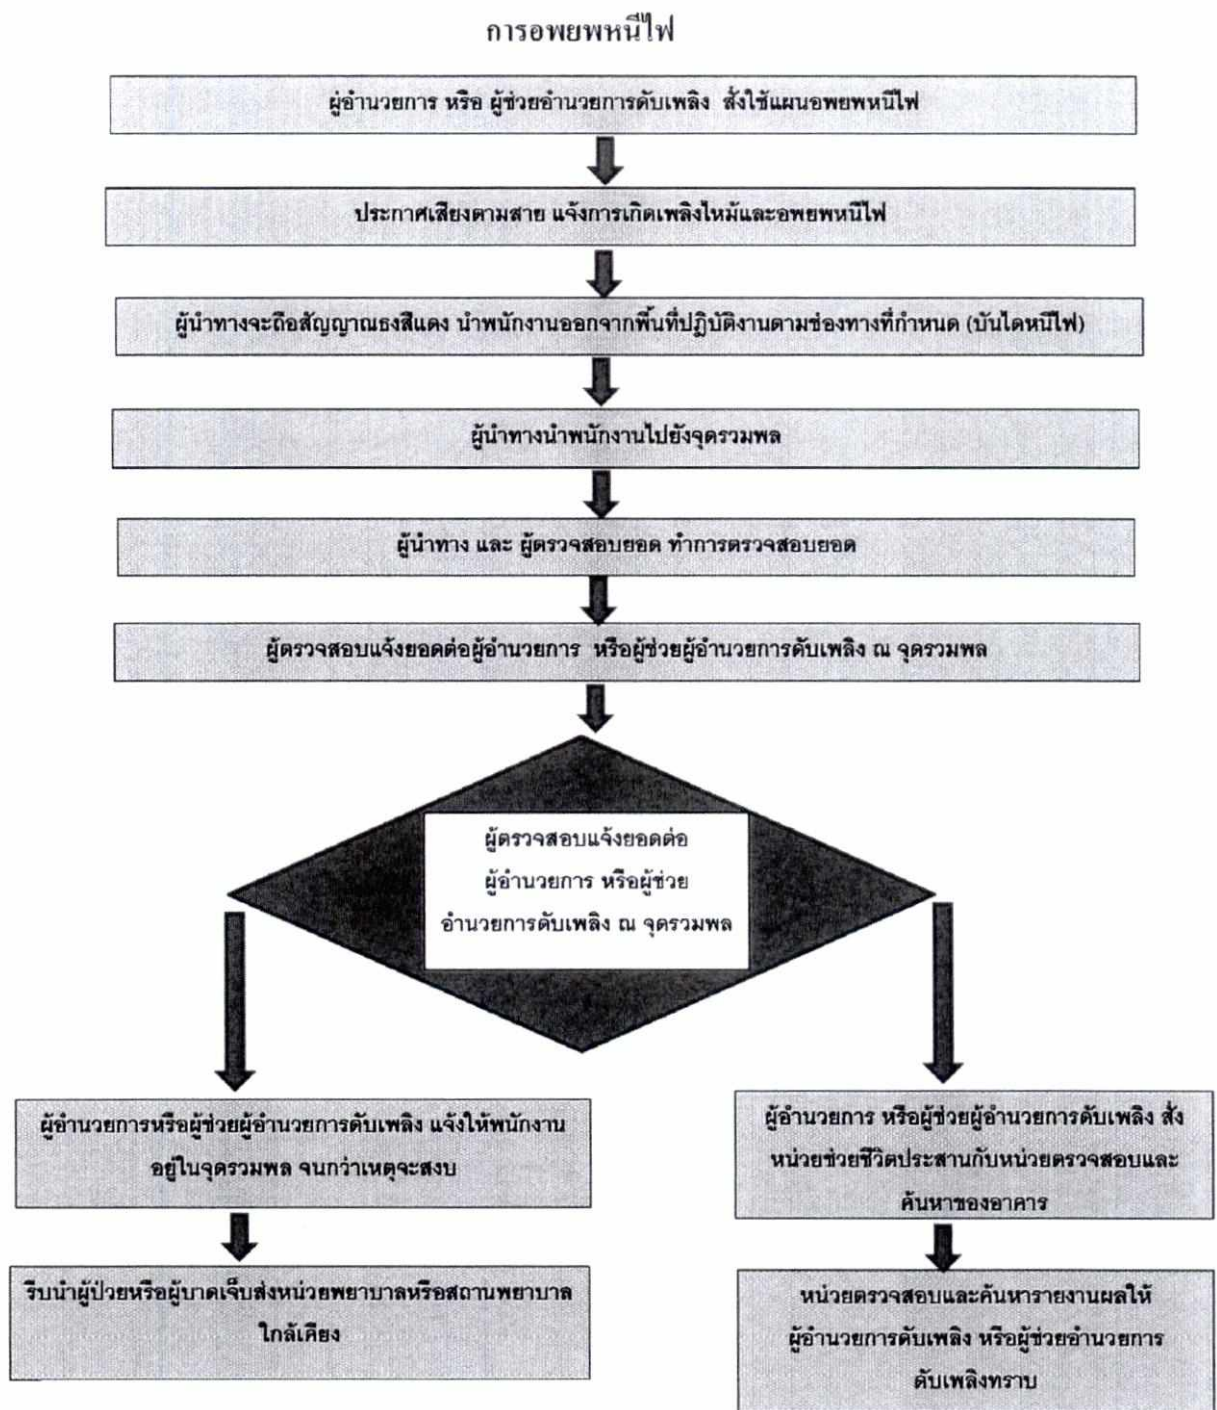 การอพยพหนีไฟ
ผู้อำนวยการ หรือ ผู้ช่วยอำนวยการดับเพลิง สั่งใช้แผนอพยพหนีไฟ
ประกาศเสียงตามสาย แจ้งการเกิดเพลิงไหม้และอพยพหนีไฟ
ผู้นำทางจะถือสัญญาณธงสีแดง นำพนักงานออกจากพื้นที่ปฏิบัติงานตามช่องทางที่กำหนด (บันไดหนีไฟ)
ผู้นำทางนำพนักงานไปยังจุดรวมพล
ผู้นำทาง และ ผู้ตรวจสอบยอด ทำการตรวจสอบยอด
ผู้ตรวจสอบแจ้งยอดต่อผู้อำนวยการ หรือผู้ช่วยผู้อำนวยการดับเพลิง ณ จุดรวมพล
ผู้ตรวจสอบแจ้งยอดต่อ
ผู้อำนวยการ หรือผู้ช่วย
อำนวยการดับเพลิง ณ จุดรวมพล
ผู้อำนวยการหรือผู้ช่วยผู้อำนวยการดับเพลิง แจ้งให้พนักงาน
อยู่ในจุดรวมพล จนกว่าเหตุจะสงบ
รีบนำผู้ป่วยหรือผู้บาดเจ็บส่งหน่วยพยาบาลหรือสถานพยาบาล
ใกล้เคียง
ผู้อำนวยการ หรือผู้ช่วยผู้อำนวยการดับเพลิง สั่ง
หน่วยช่วยชีวิตประสานกับหน่วยตรวจสอบและ
ค้นหาของอาคาร
หน่วยตรวจสอบและค้นหารายงานผลให้
ผู้อำนวยการดับเพลิง หรือผู้ช่วยอำนวยการ
ดับเพลิงทราบ